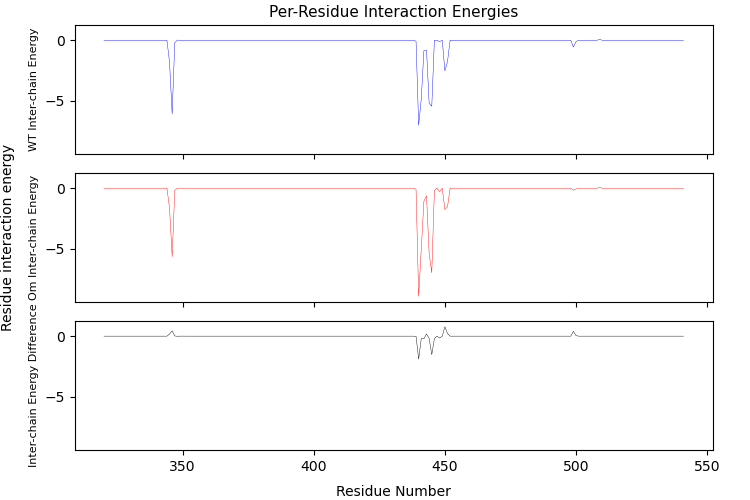 Per-Residue Interaction Energies
Residue interaction energy
WT Inter-chain Energy
0
−5
Om Inter-chain Energy
0
−5
Inter-chain Energy Difference
0
−5
350
400
450
500
550
Residue Number